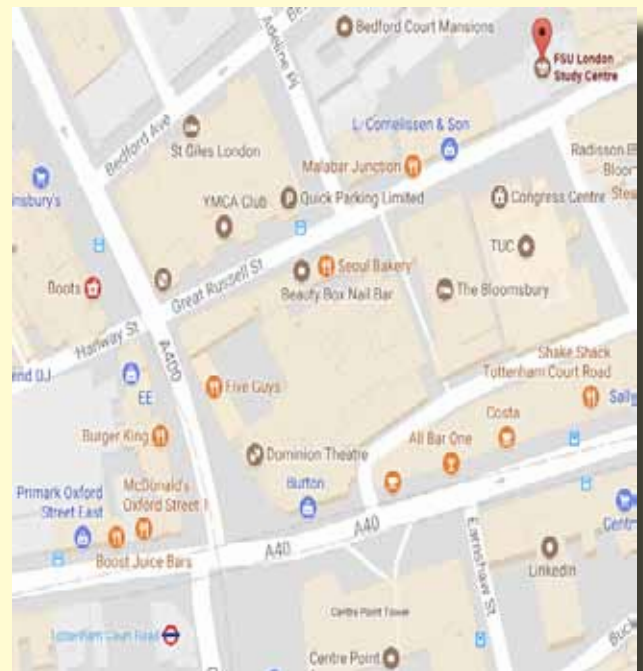 Bedford Court Mansions
FSU London
Study Centre
Adeline Pl
Bedford Ave
St Giles London
L. Cornelissen & Son
Malabar Junction
YMCA Club
Quick Parking Limited
Congress Centre
TUC
Boots
Great Russell St
Seoul Bakery
Beauty Box Nail Bar
The Bloomsbury
Hanway St
A400
EE
Five Guys
Shake Shack
Tottenham Court Road
Costa
Burger King
All Bar One
Dominion Theatre
Burton
Primark Oxford
Street East
McDonald's
Oxford Street
Boost Juice Bars
A40
A40
Earnshaw St
LinkedIn
Centre Point Tower
Tottenham Court Road
Centre Point